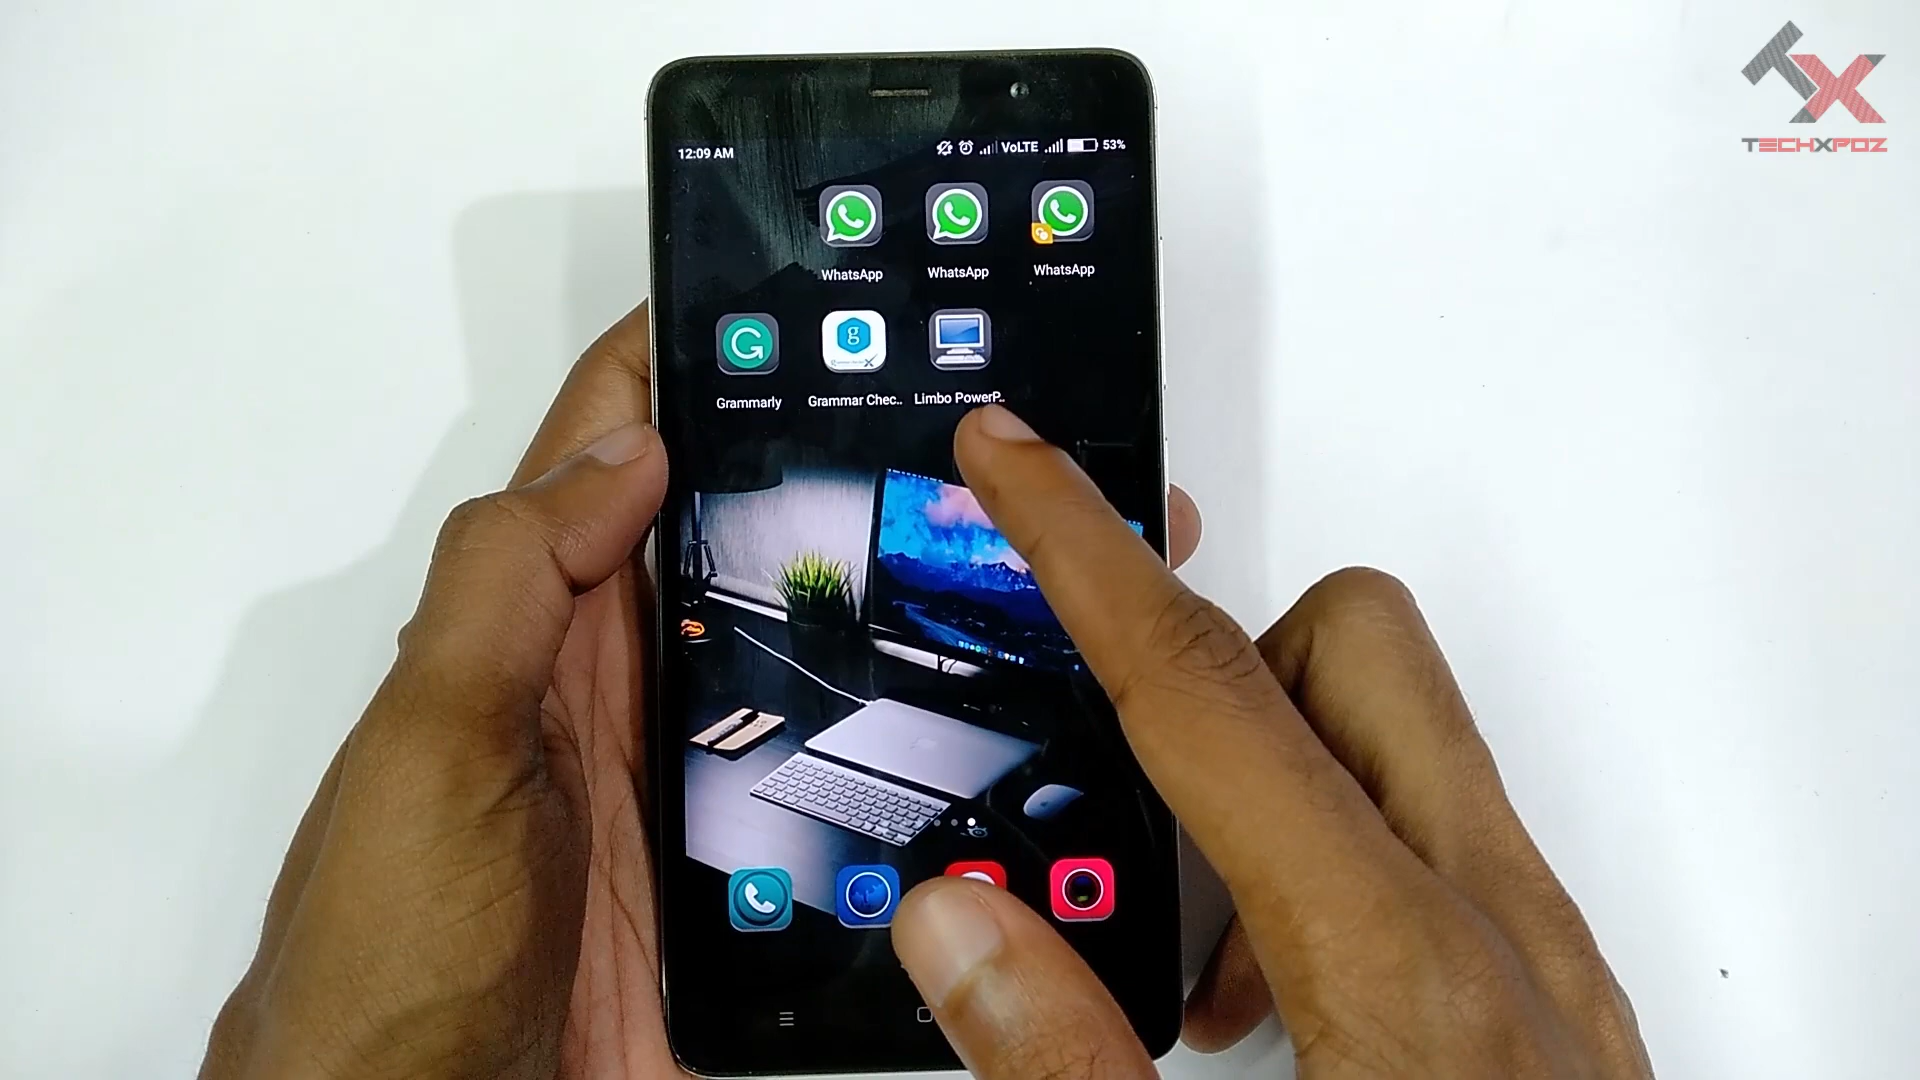 12:09 AM VoLTE 53%
WhatsApp WhatsApp WhatsApp
Grammarly Grammar Chec.. Limbo PowerP..
TECHXPOZ